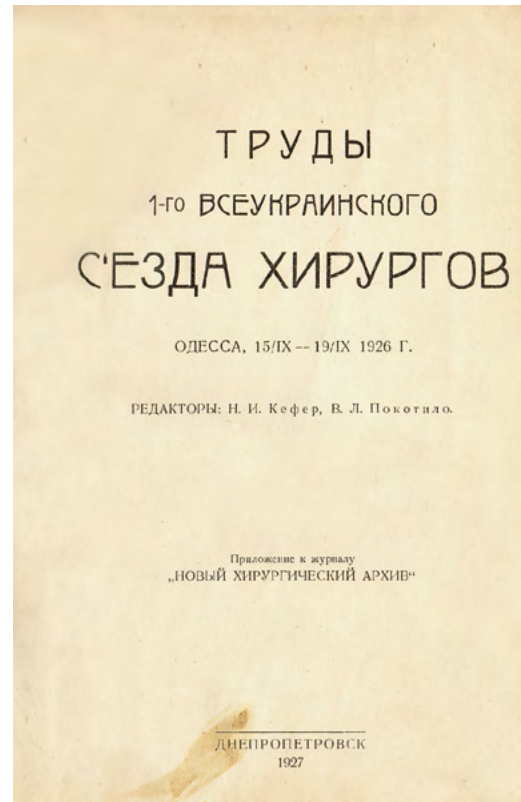 ТРУДЫ
1-го ВСЕУКРАИНСКОГО
С'ЕЗДА ХИРУРГОВ
ОДЕССА, 15/IX — 19/IX 1926 Г.
РЕДАКТОРЫ: Н. И. Кефер, В. Л. Покотило.
Приложение к журналу
„НОВЫЙ ХИРУРГИЧЕСКИЙ АРХИВ“
ДНЕПРОПЕТРОВСК
1927